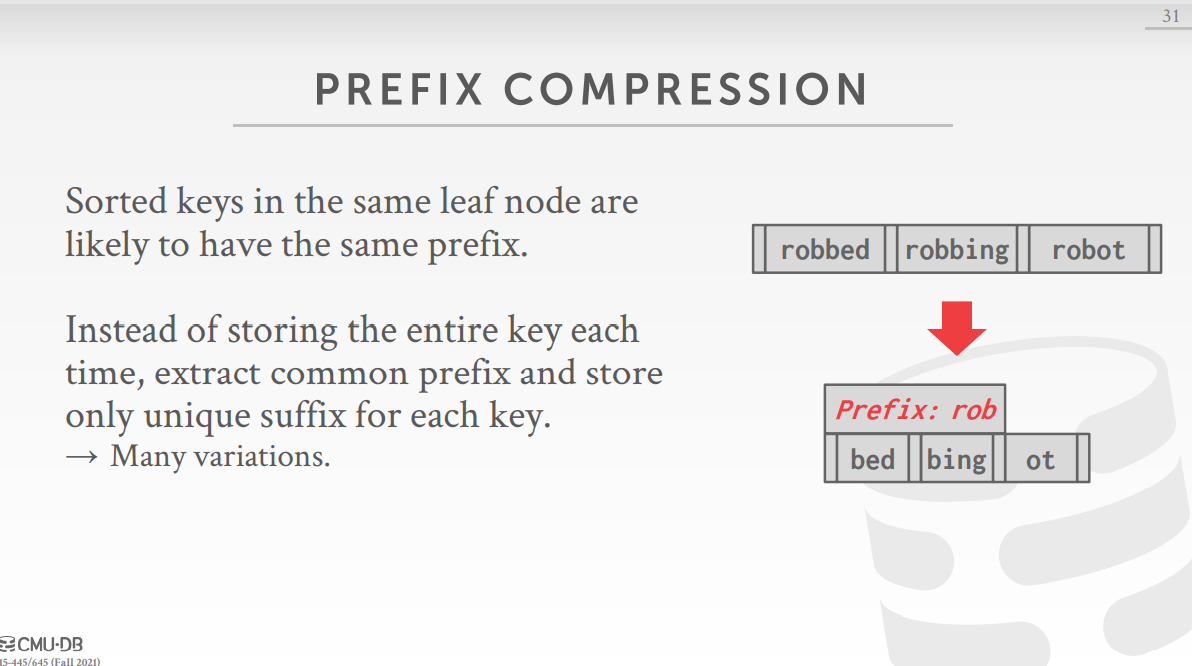 31
PREFIX COMPRESSION
Sorted keys in the same leaf node are
likely to have the same prefix.
Instead of storing the entire key each
time, extract common prefix and store
only unique suffix for each key.
→ Many variations.
robbed robbing robot
Prefix: rob
bed bing ot
CMU·DB
15-445/645 (Fall 2021)